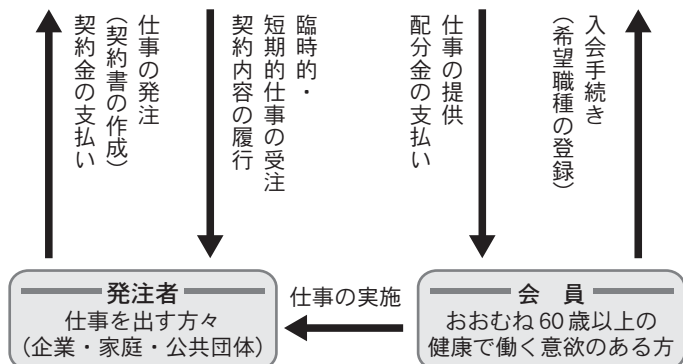 仕事の発注
（契約書の作成）
契約金の支払い
臨時的・
短期的仕事の受注
契約内容の履行
仕事の提供
配分金の支払い
入会手続き
（希望職種の登録）
発注者
仕事を出す方々
（企業・家庭・公共団体）
仕事の実施
会　員
おおむね 60 歳以上の
健康で働く意欲のある方